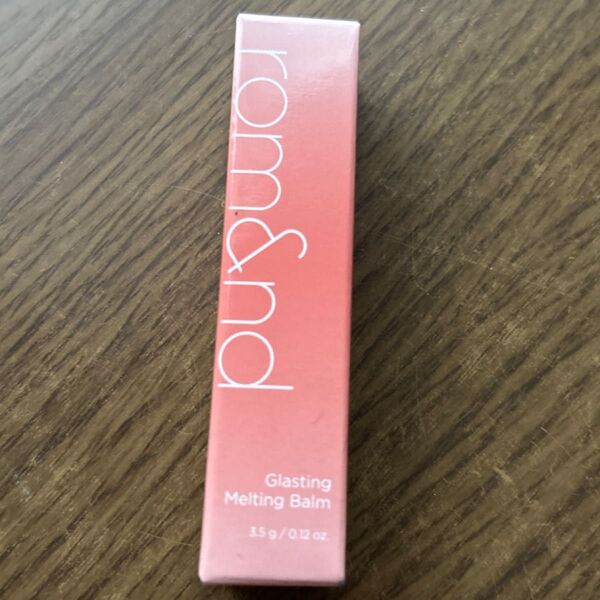 rom&nd
Glasting
Melting Balm
3.5 g / 0.12 oz.